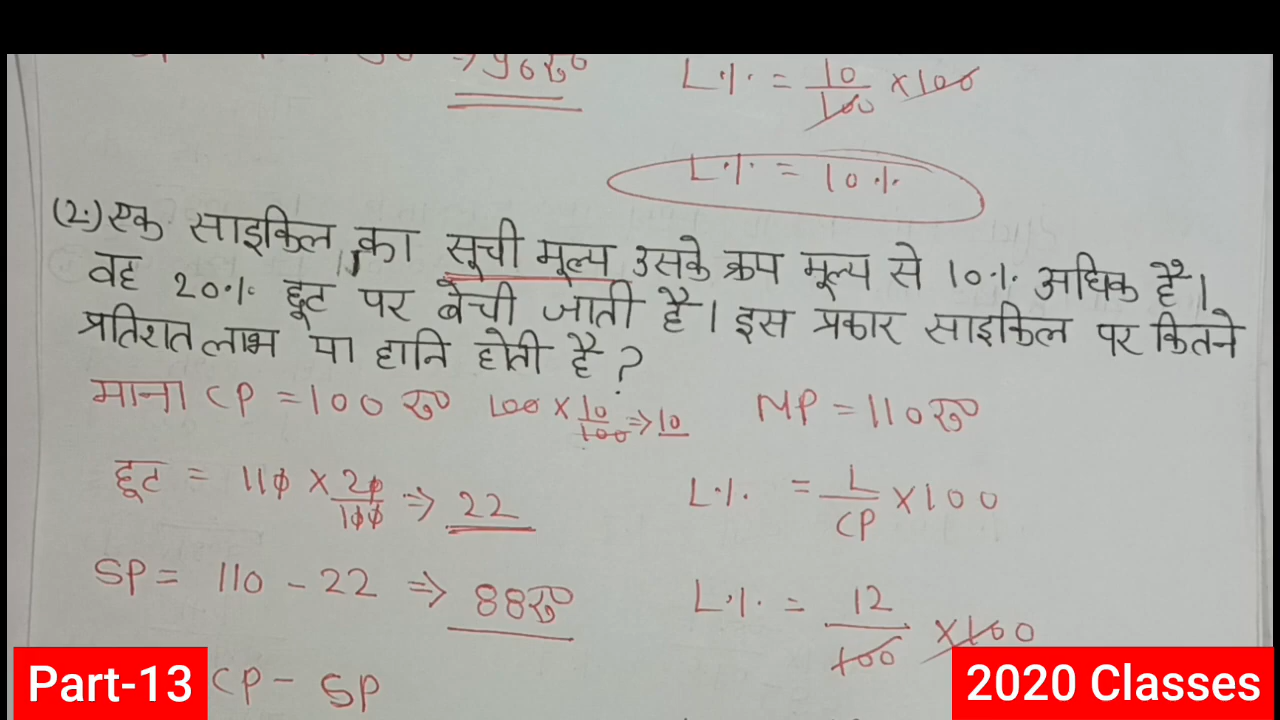 ⇒ 90रु०
L.%. = 10/100 × 100
L.%. = 10%
(2.) एक साइकिल का सूची मूल्य उसके क्रय मूल्य से 10% अधिक है।
वह 20% छूट पर बेची जाती है। इस प्रकार साइकिल पर कितने
प्रतिशत लाभ या हानि होती है ?
माना CP = 100 रु० 100 × 10/100 ⇒ 10 MP = 110 रु०
छूट = 110 × 20/100 ⇒ 22 L.%. = L/CP × 100
SP = 110 - 22 ⇒ 88 रु० L.%. = 12/100 × 100
CP - SP
Part-13
2020 Classes